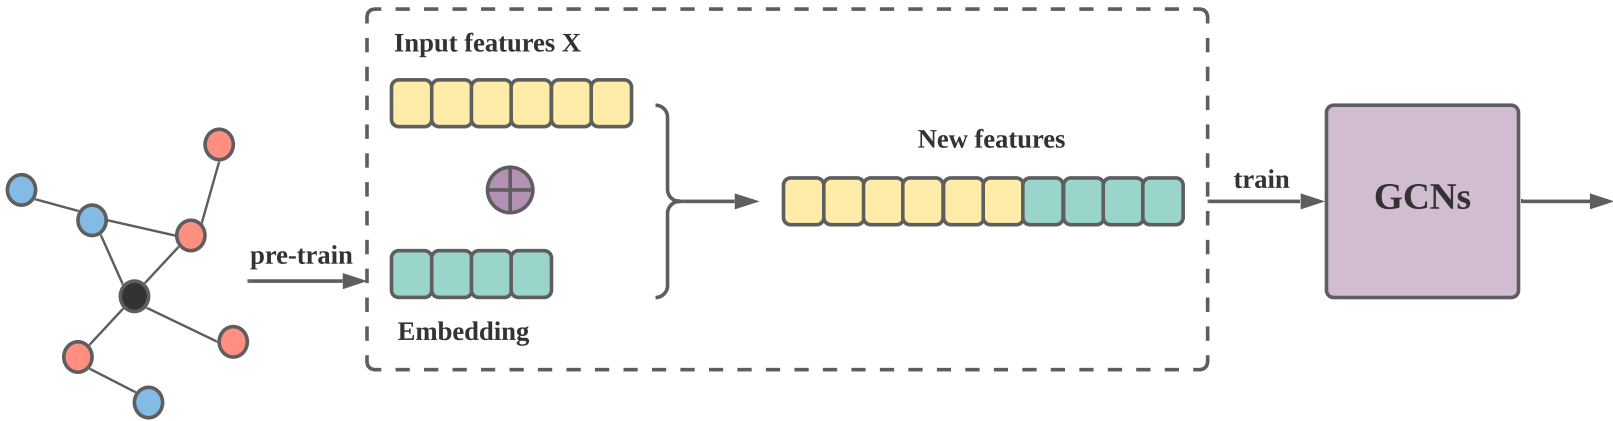 Input features X
New features
train
GCNs
pre-train
Embedding